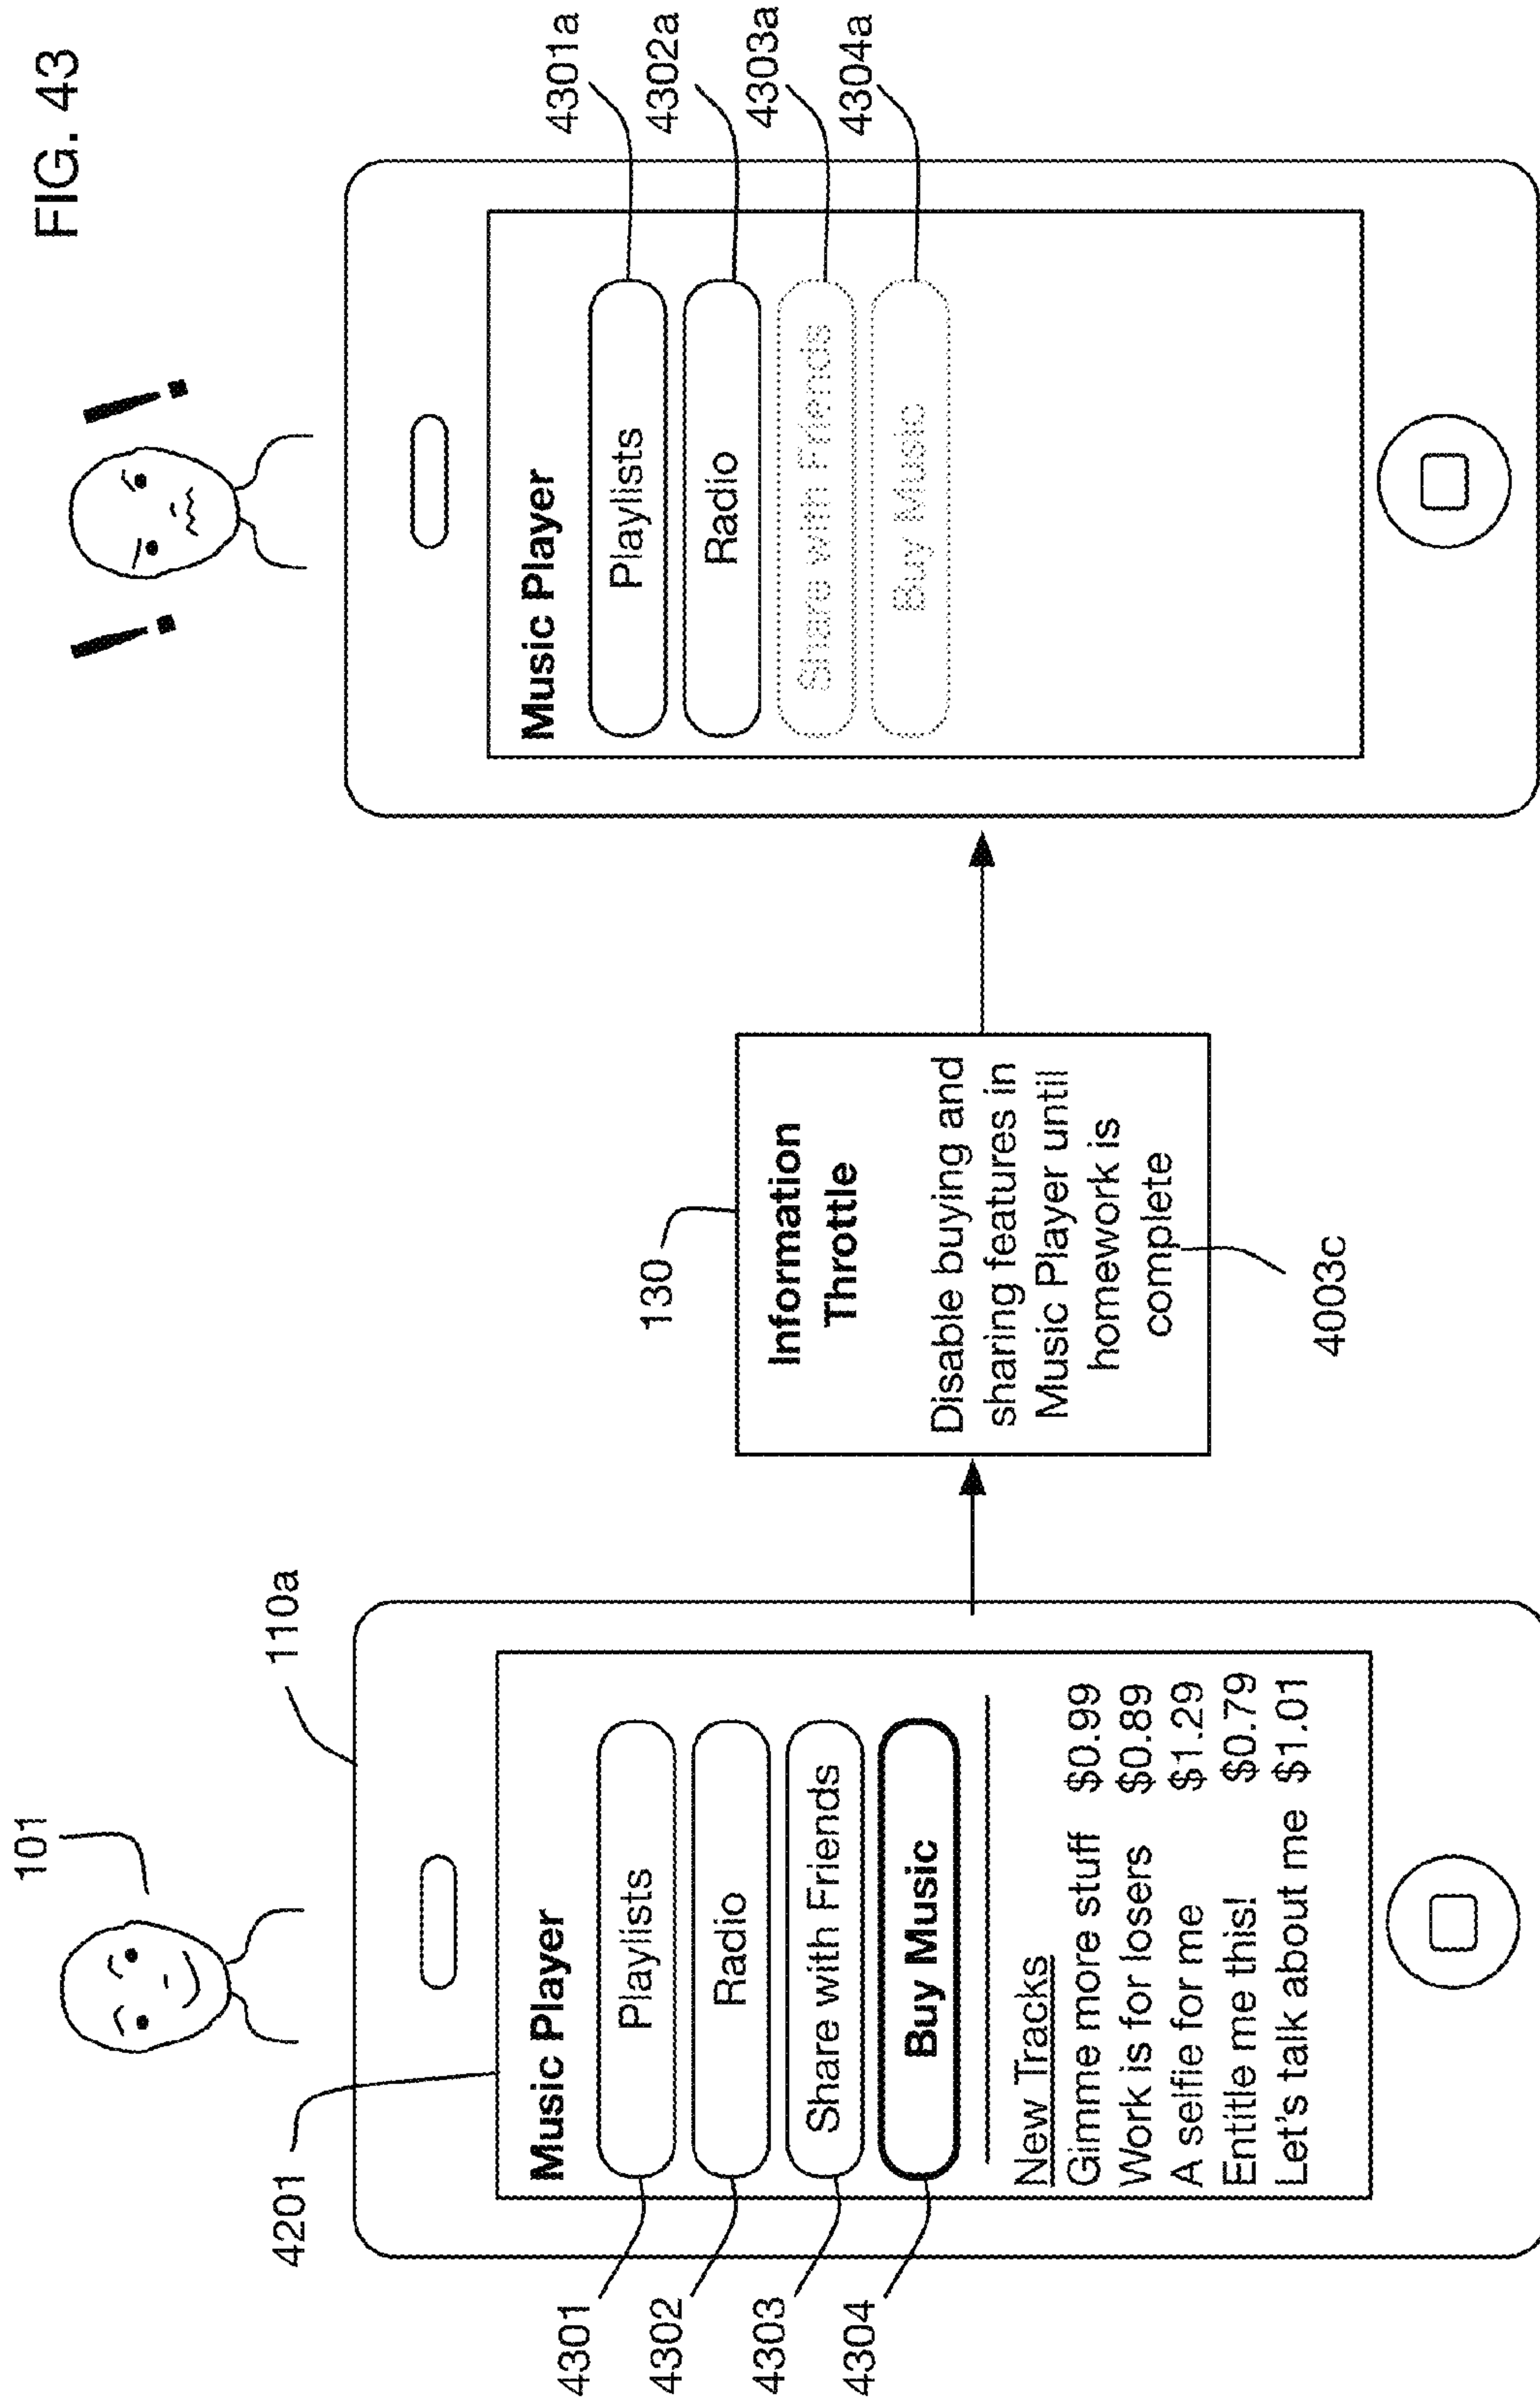 FIG. 43
101
110a
4201
Music Player
4301
Playlists
4302
Radio
4303
Share with Friends
4304
Buy Music
New Tracks
Gimme more stuff $0.99
Work is for losers $0.89
A selfie for me $1.29
Entitle me this! $0.79
Let's talk about me $1.01
130
Information
Throttle
Disable buying and
sharing features in
Music Player until
homework is
complete
4003c
! !
Music Player
Playlists
4301a
Radio
4302a
Share with Friends
4303a
Buy Music
4304a